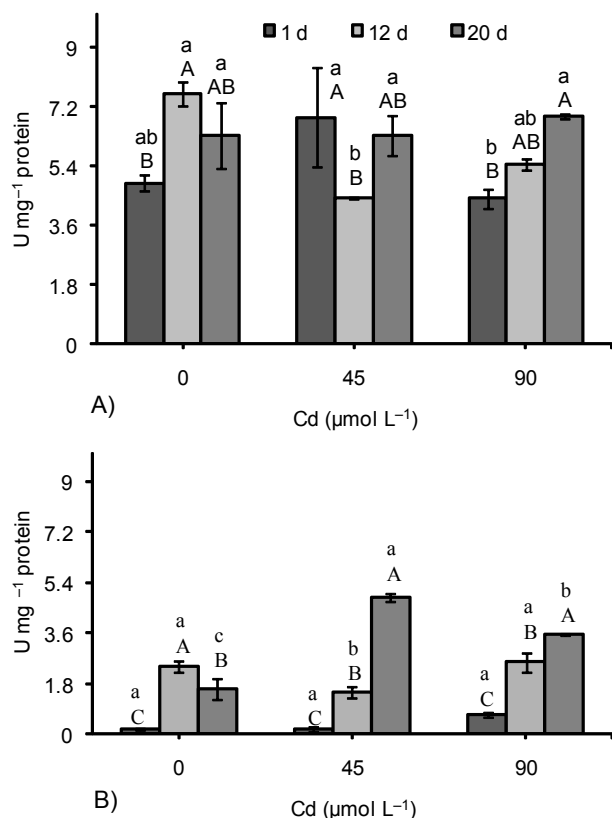 1 d 12 d 20 d
9
7.2
5.4
3.6
1.8
0
U mg⁻¹ protein
ab
B
a
A
a
AB
a
A
b
B
a
AB
b
B
ab
AB
a
A
0 45 90
A)
Cd (µmol L⁻¹)
9
7.2
5.4
3.6
1.8
0
U mg ⁻¹ protein
a
C
a
A
c
B
a
C
b
B
a
A
a
C
a
B
b
A
0 45 90
B)
Cd (µmol L⁻¹)